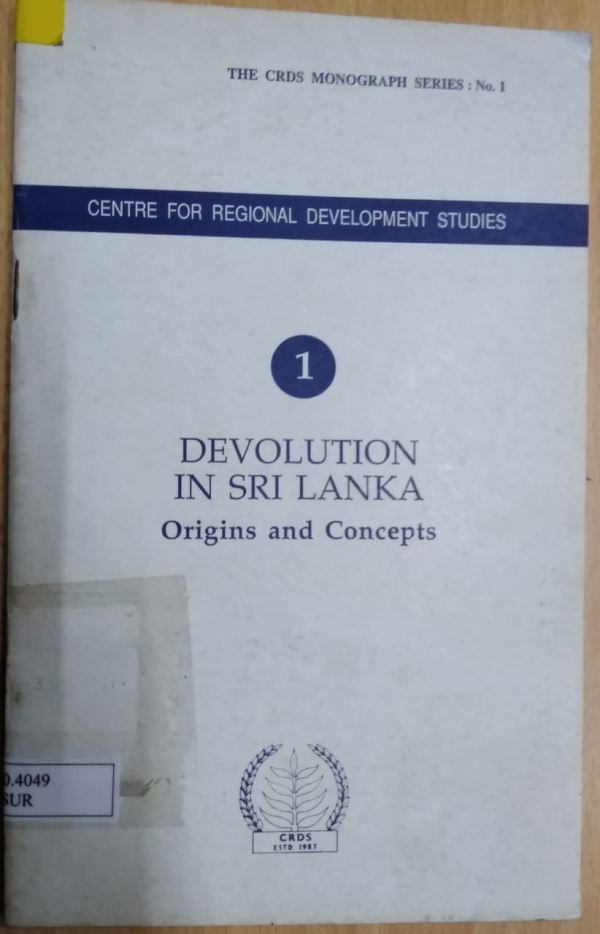 THE CRDS MONOGRAPH SERIES : No. 1
CENTRE FOR REGIONAL DEVELOPMENT STUDIES
1
DEVOLUTION
IN SRI LANKA
Origins and Concepts
0.4049
SUR
CRDS
ESTD 1987